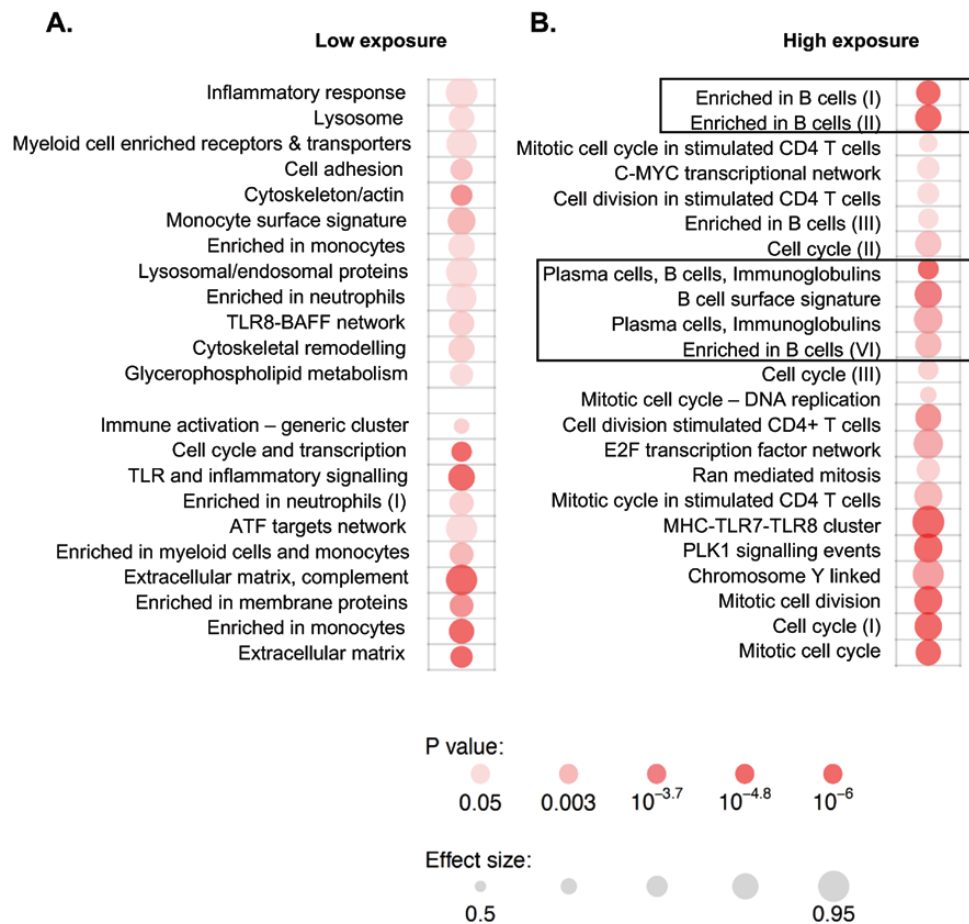 A.
Low exposure
Inflammatory response
Lysosome
Myeloid cell enriched receptors & transporters
Cell adhesion
Cytoskeleton/actin
Monocyte surface signature
Enriched in monocytes
Lysosomal/endosomal proteins
Enriched in neutrophils
TLR8-BAFF network
Cytoskeletal remodelling
Glycerophospholipid metabolism
Immune activation – generic cluster
Cell cycle and transcription
TLR and inflammatory signalling
Enriched in neutrophils (I)
ATF targets network
Enriched in myeloid cells and monocytes
Extracellular matrix, complement
Enriched in membrane proteins
Enriched in monocytes
Extracellular matrix
B.
High exposure
Enriched in B cells (I)
Enriched in B cells (II)
Mitotic cell cycle in stimulated CD4 T cells
C-MYC transcriptional network
Cell division in stimulated CD4 T cells
Enriched in B cells (III)
Cell cycle (II)
Plasma cells, B cells, Immunoglobulins
B cell surface signature
Plasma cells, Immunoglobulins
Enriched in B cells (VI)
Cell cycle (III)
Mitotic cell cycle – DNA replication
Cell division stimulated CD4+ T cells
E2F transcription factor network
Ran mediated mitosis
Mitotic cycle in stimulated CD4 T cells
MHC-TLR7-TLR8 cluster
PLK1 signalling events
Chromosome Y linked
Mitotic cell division
Cell cycle (I)
Mitotic cell cycle
P value:
0.05 0.003 10⁻³·⁷ 10⁻⁴·⁸ 10⁻⁶
Effect size:
0.5 0.95